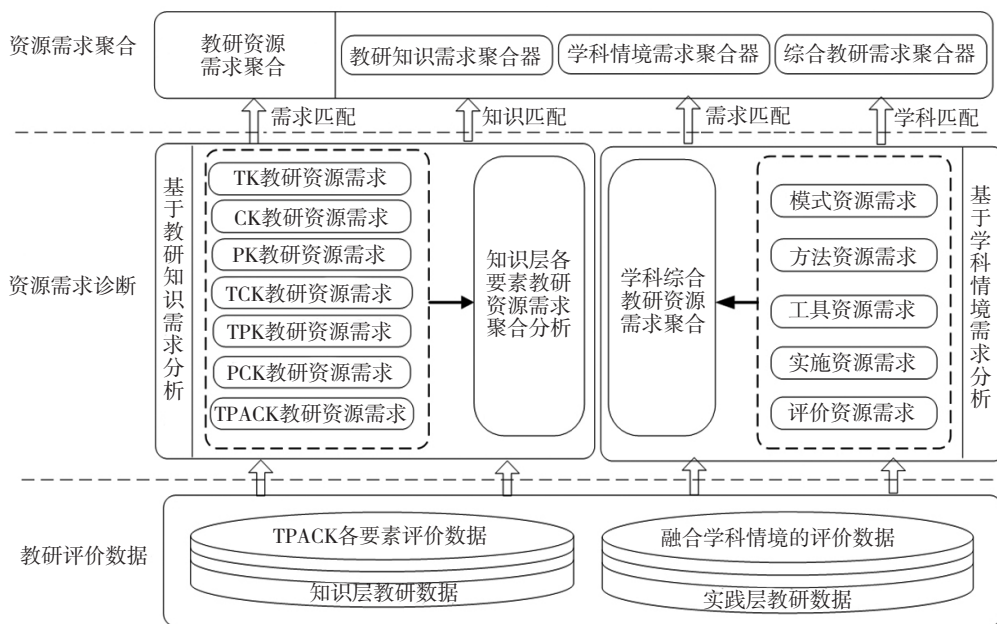 资源需求聚合
教研资源
需求聚合
教研知识需求聚合器
学科情境需求聚合器
综合教研需求聚合器
需求匹配
知识匹配
需求匹配
学科匹配
资源需求诊断
基于教研知识需求分析
TK教研资源需求
CK教研资源需求
PK教研资源需求
TCK教研资源需求
TPK教研资源需求
PCK教研资源需求
TPACK教研资源需求
知识层各
要素教研
资源需求
聚合分析
学科综合
教研资源
需求聚合
模式资源需求
方法资源需求
工具资源需求
实施资源需求
评价资源需求
基于学科情境需求分析
教研评价数据
TPACK各要素评价数据
知识层教研数据
融合学科情境的评价数据
实践层教研数据